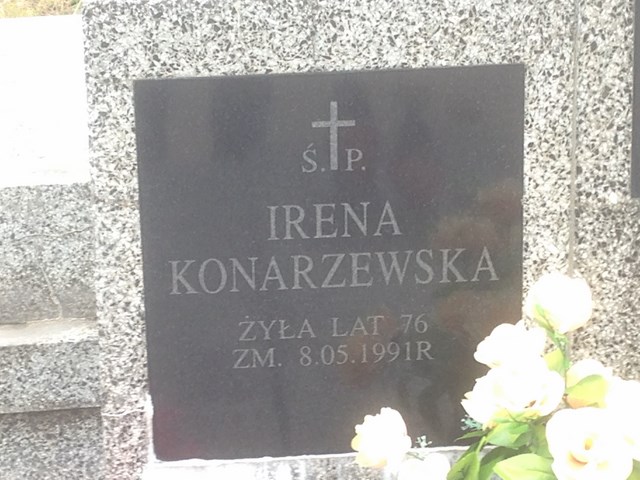 Ś. P.
IRENA
KONARZEWSKA
ŻYŁA LAT 76
ZM. 8.05.1991R